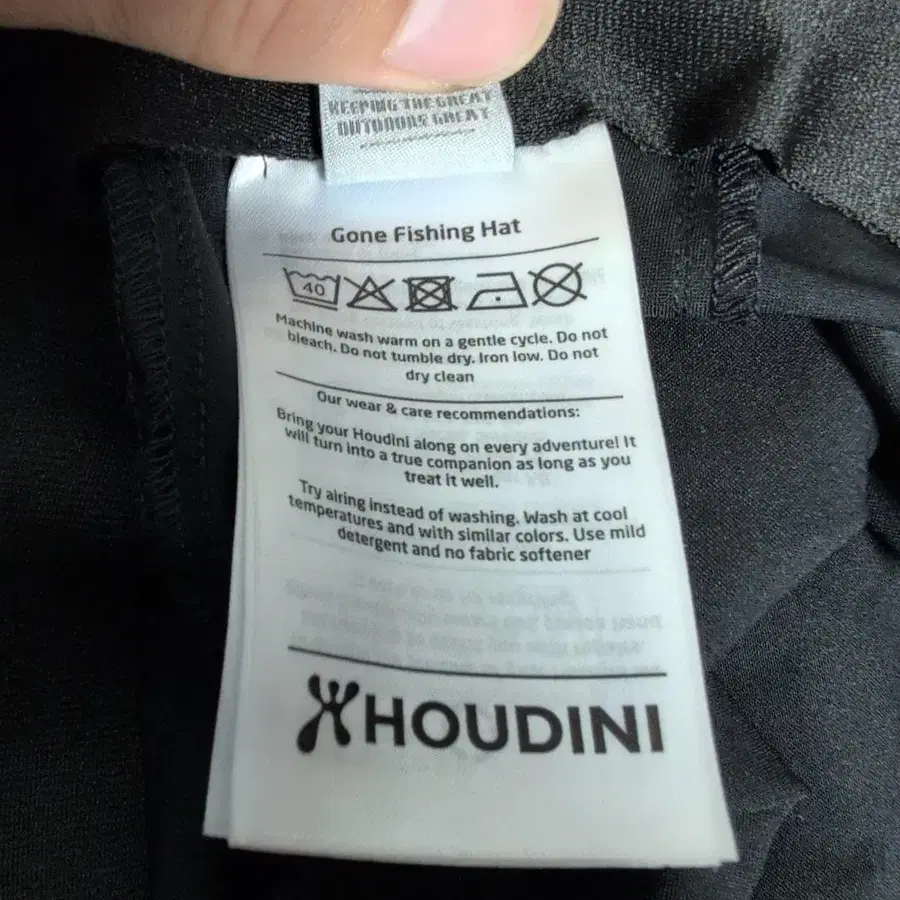 KEEPING THE GREAT
OUTDOORS GREAT
Gone Fishing Hat
40
Machine wash warm on a gentle cycle. Do not
bleach. Do not tumble dry. Iron low. Do not
dry clean
Our wear & care recommendations:
Bring your Houdini along on every adventure! It
will turn into a true companion as long as you
treat it well.
Try airing instead of washing. Wash at cool
temperatures and with similar colors. Use mild
detergent and no fabric softener
HOUDINI